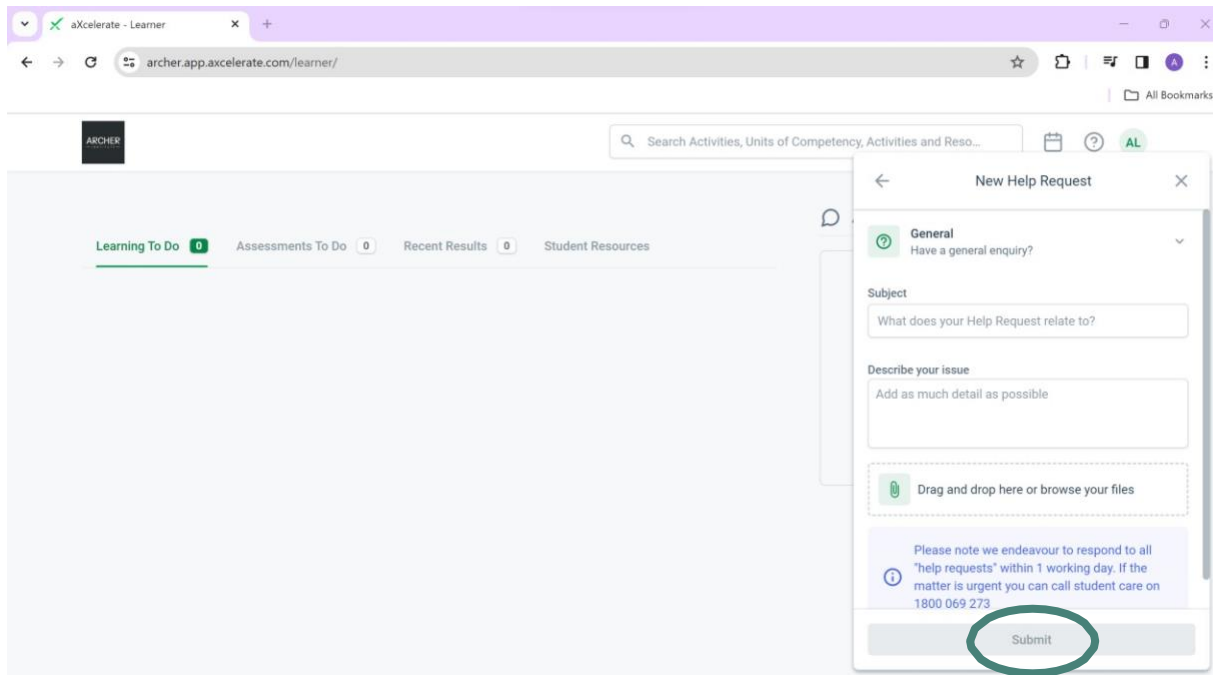 aXcelerate - Learner
archer.app.axcelerate.com/learner/
A
All Bookmarks
ARCHER
Search Activities, Units of Competency, Activities and Reso...
AL
New Help Request
Learning To Do 0 Assessments To Do 0 Recent Results 0 Student Resources
General
Have a general enquiry?
Subject
What does your Help Request relate to?
Describe your issue
Add as much detail as possible
Drag and drop here or browse your files
Please note we endeavour to respond to all
"help requests" within 1 working day. If the
matter is urgent you can call student care on
1800 069 273
Submit